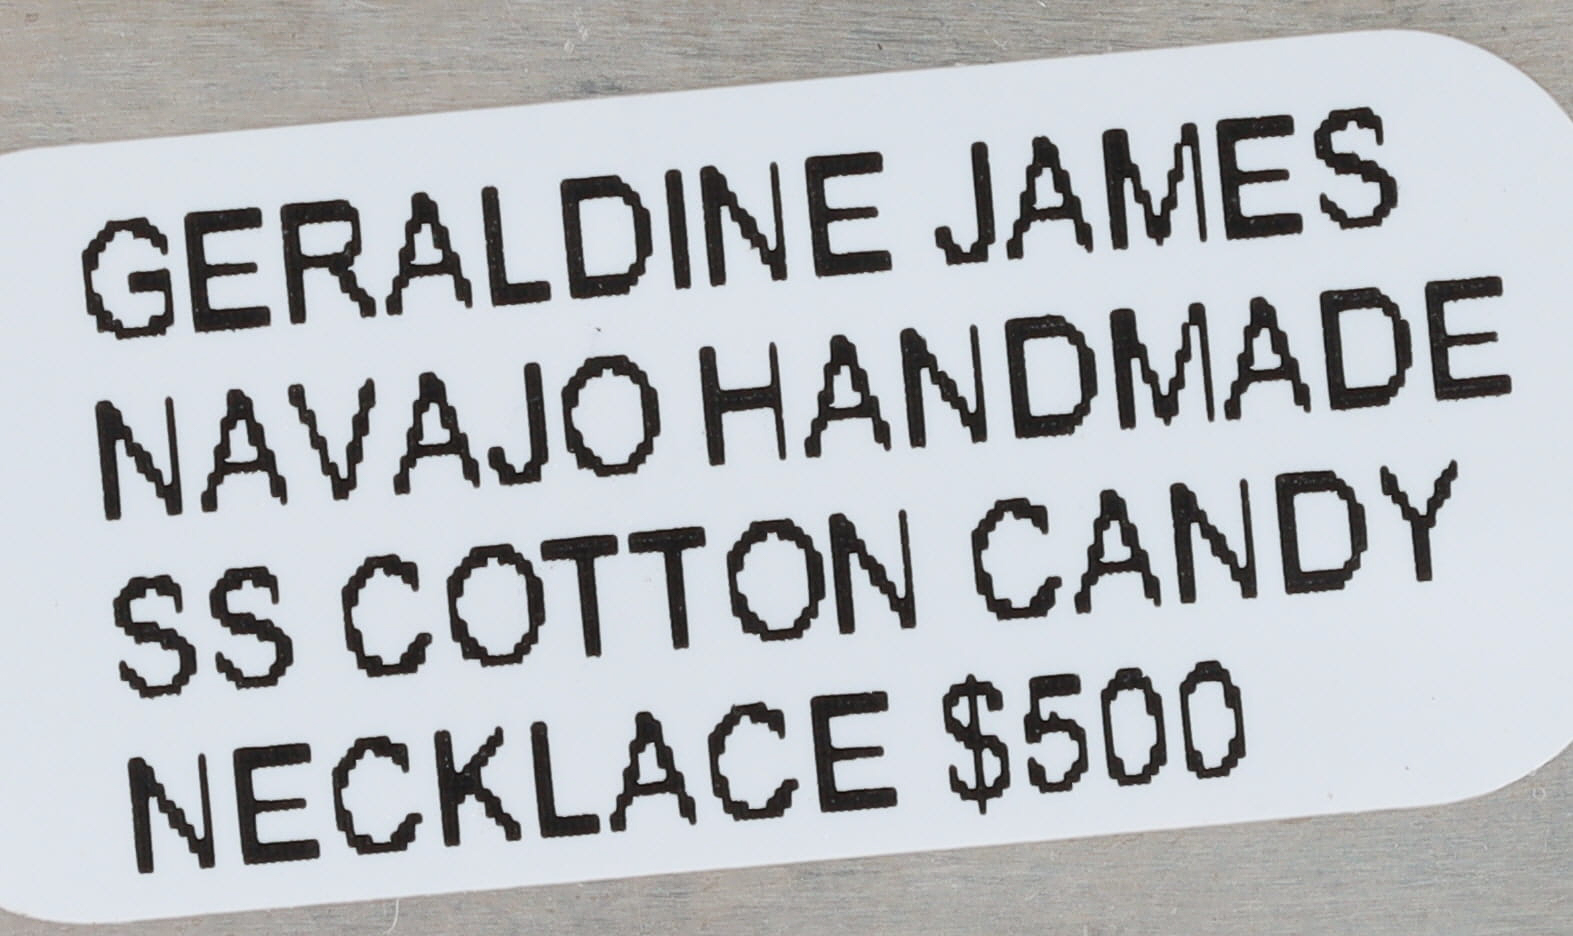 GERALDINE JAMES
NAVAJO HANDMADE
SS COTTON CANDY
NECKLACE $500